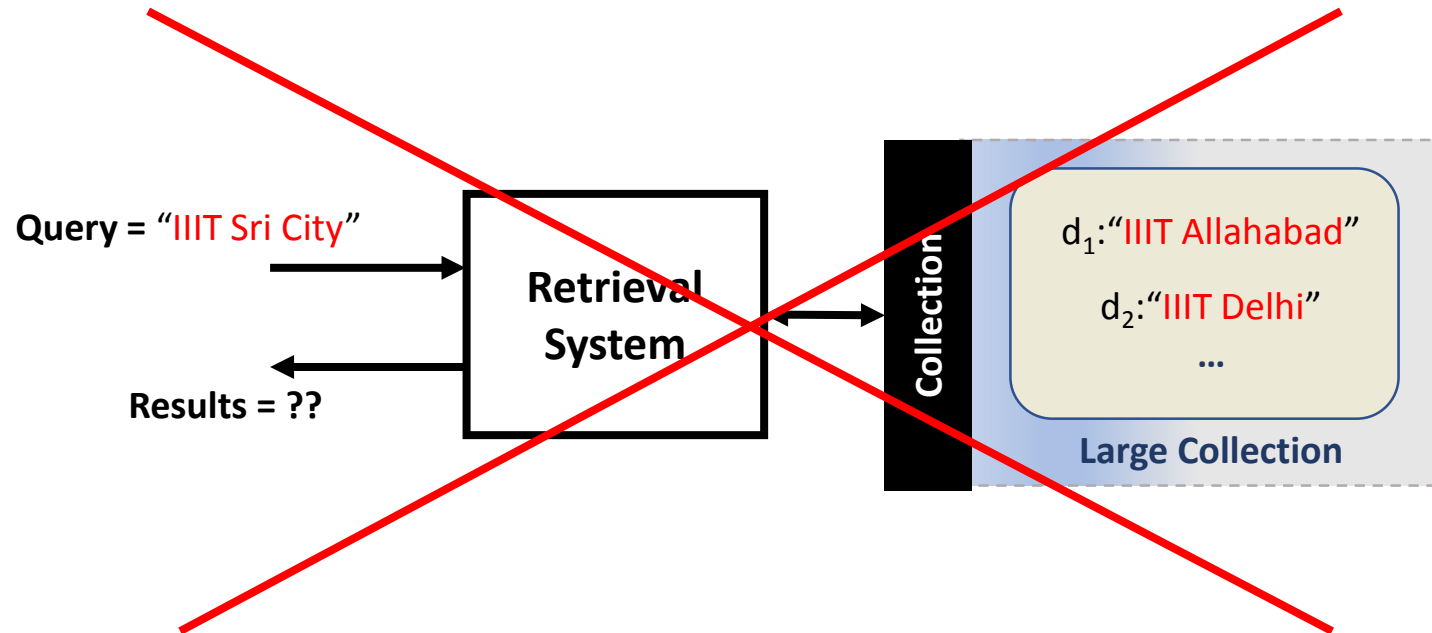 Query = “IIIT Sri City”
Results = ??
Retrieval
System
Collection
d₁:“IIIT Allahabad”
d₂:“IIIT Delhi”
...
Large Collection